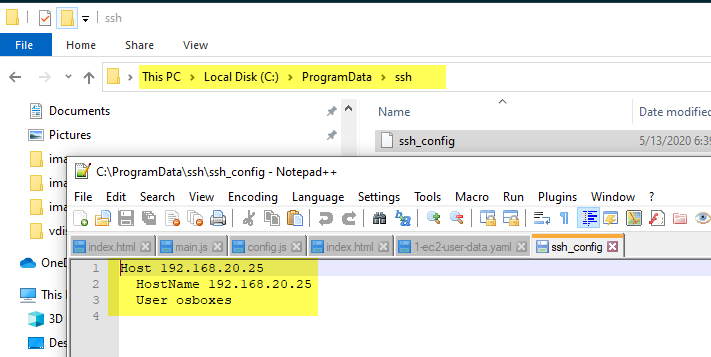 ssh
File Home Share View
This PC > Local Disk (C:) > ProgramData > ssh
Documents
Pictures
ima
ima
ima
vdis
OneD
This
3D
Name Date modified
ssh_config 5/13/2020 6:39
C:\ProgramData\ssh\ssh_config - Notepad++
File Edit Search View Encoding Language Settings Tools Macro Run Plugins Window ?
index.html main.js config.js index.html 1-ec2-user-data.yaml ssh_config
1 Host 192.168.20.25
2 HostName 192.168.20.25
3 User osboxes
4